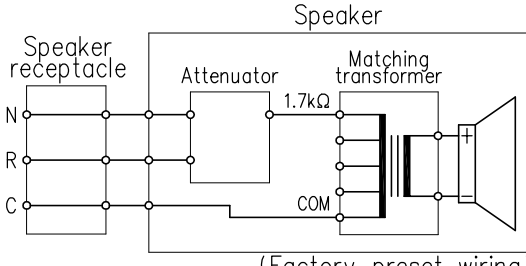 Speaker
Speaker
receptacle
Attenuator
Matching
transformer
1.7kΩ
N
R
C
COM
+
−
(Factory preset wiring